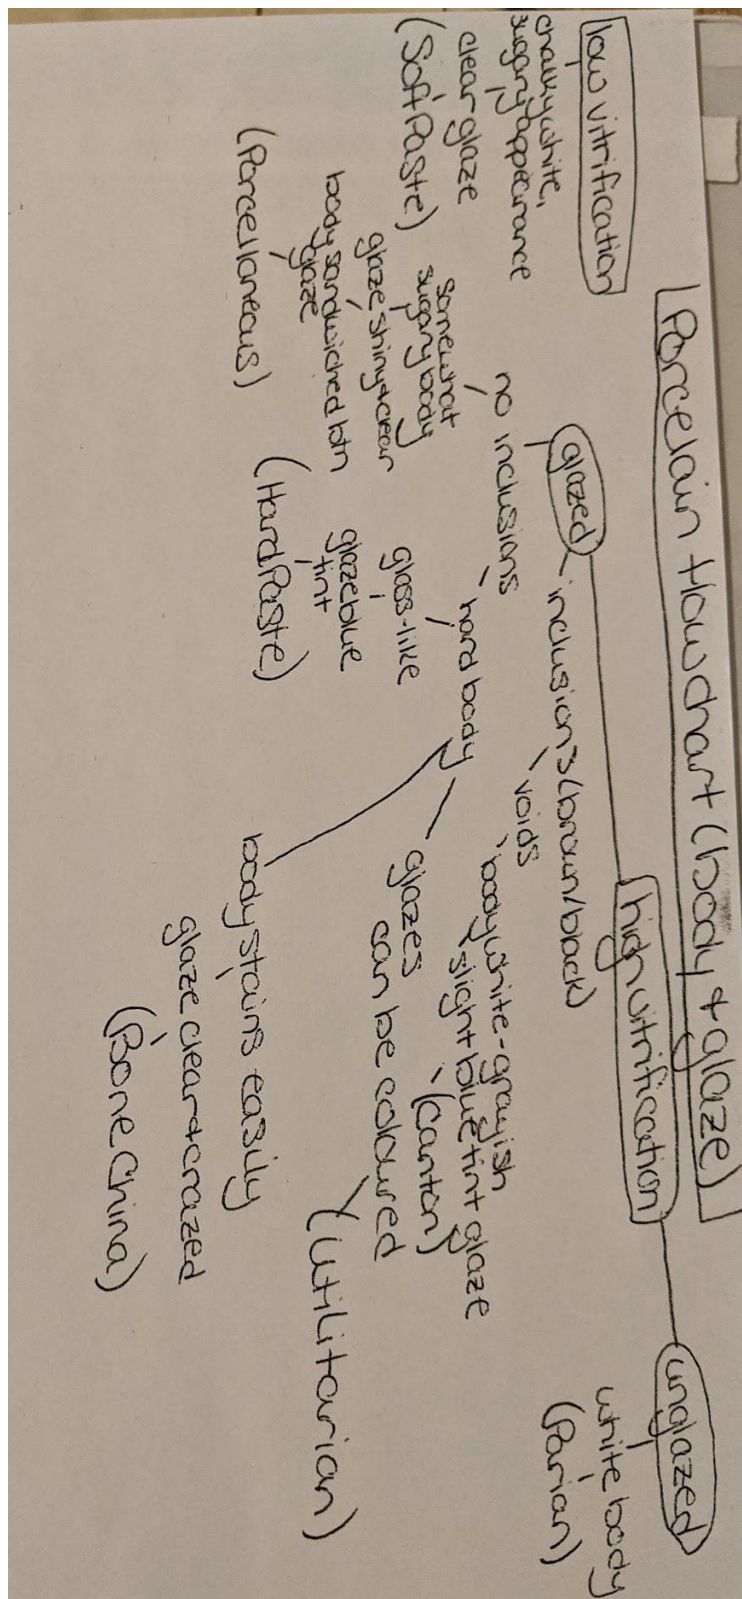 Porcelain Flowchart (body & glaze)
low vitrification
chalky white,
sugary appearance
clear glaze
(Soft Paste)
high vitrification
glazed
no inclusions
somewhat
sugary body
glaze shiny & clear
body sandwiched btn
glaze
(Porcellaneous)
hard body
glass-like
glaze blue
tint
(Hard Paste)
glazes
can be coloured
(Utilitarian)
body stains easily
glaze clear & crazed
(Bone China)
inclusions (brown/black)
voids
body white-grayish
slight blue tint glaze
(Canton)
unglazed
white body
(Parian)